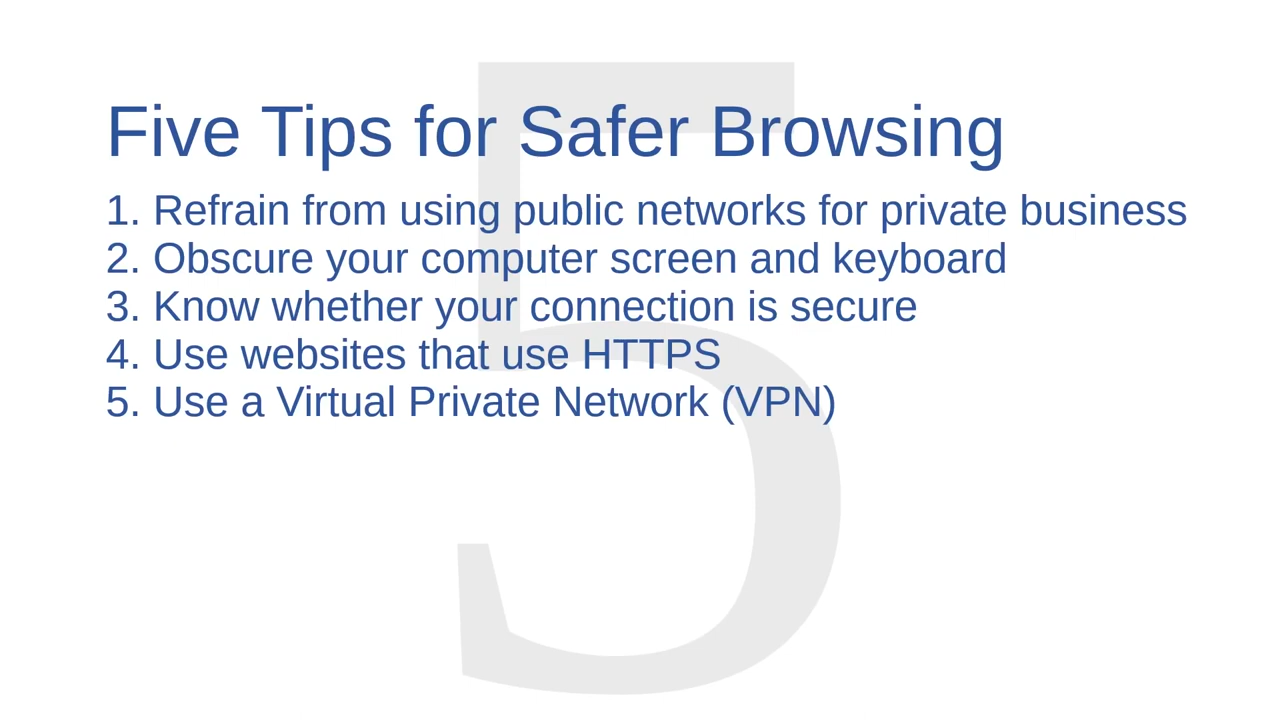 5
Five Tips for Safer Browsing
1. Refrain from using public networks for private business
2. Obscure your computer screen and keyboard
3. Know whether your connection is secure
4. Use websites that use HTTPS
5. Use a Virtual Private Network (VPN)